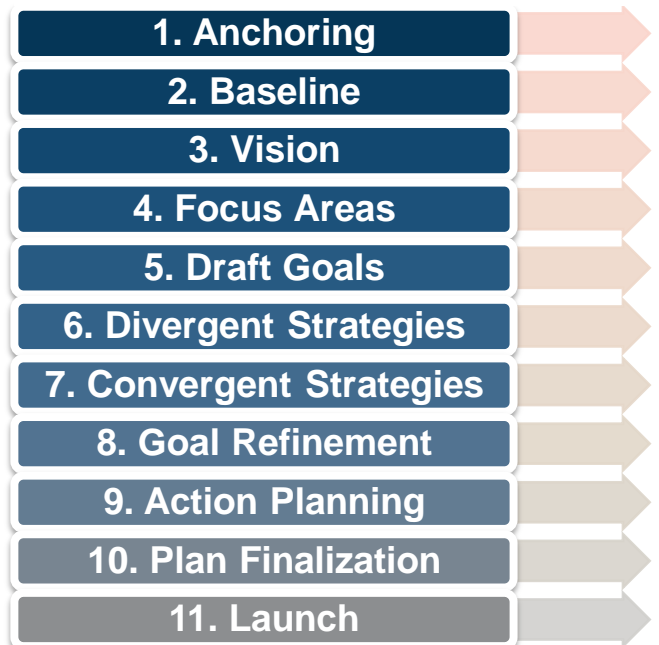 1. Anchoring
2. Baseline
3. Vision
4. Focus Areas
5. Draft Goals
6. Divergent Strategies
7. Convergent Strategies
8. Goal Refinement
9. Action Planning
10. Plan Finalization
11. Launch